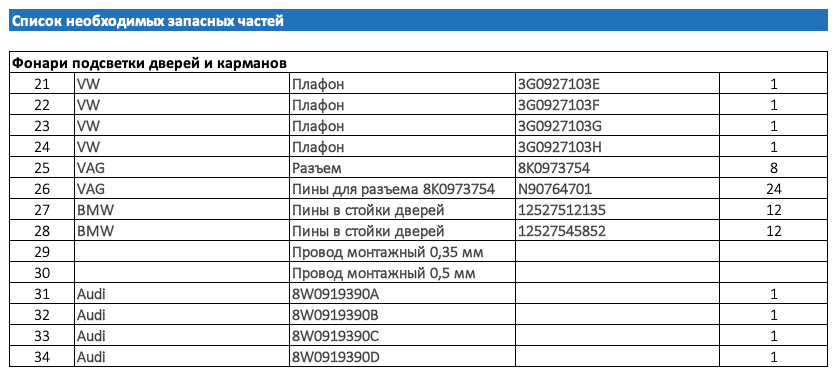 Список необходимых запасных частей
Фонари подсветки дверей и карманов
21 VW Плафон 3G0927103E 1
22 VW Плафон 3G0927103F 1
23 VW Плафон 3G0927103G 1
24 VW Плафон 3G0927103H 1
25 VAG Разъем 8K0973754 8
26 VAG Пины для разъема 8K0973754 N90764701 24
27 BMW Пины в стойки дверей 12527512135 12
28 BMW Пины в стойки дверей 12527545852 12
29 Провод монтажный 0,35 мм
30 Провод монтажный 0,5 мм
31 Audi 8W0919390A 1
32 Audi 8W0919390B 1
33 Audi 8W0919390C 1
34 Audi 8W0919390D 1